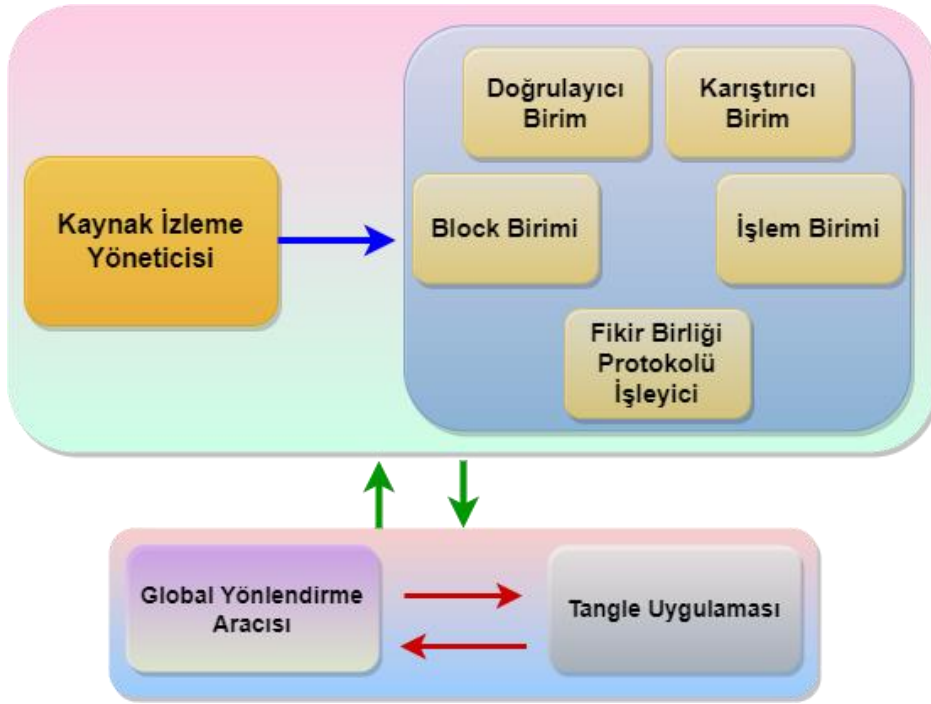 Doğrulayıcı
Birim
Karıştırıcı
Birim
Kaynak İzleme
Yöneticisi
Block Birimi
İşlem Birimi
Fikir Birliği
Protokolü
İşleyici
Global Yönlendirme
Aracısı
Tangle Uygulaması